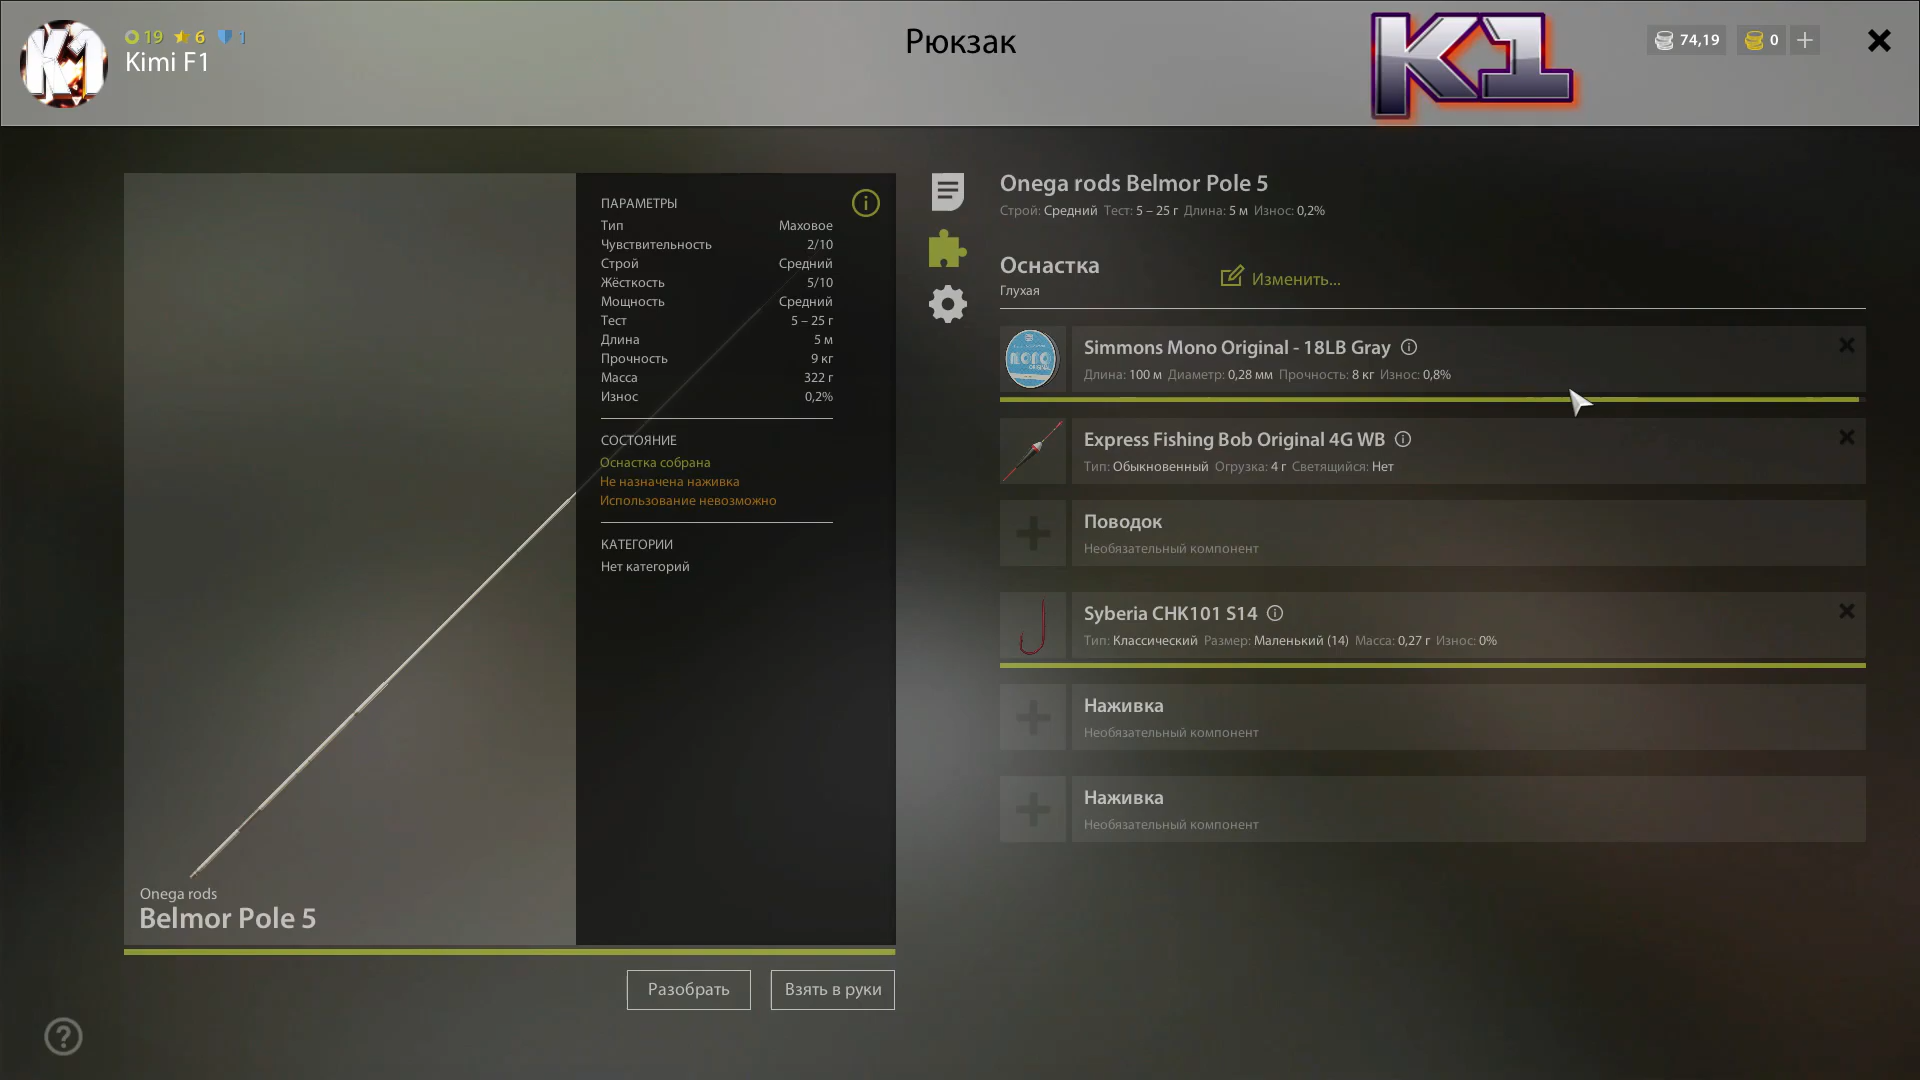 19 6 1
Kimi F1
K1
Рюкзак
K1
74,19
0
ПАРАМЕТРЫ
Тип Маховое
Чувствительность 2/10
Строй Средний
Жёсткость 5/10
Мощность Средний
Тест 5 – 25 г
Длина 5 м
Прочность 9 кг
Масса 322 г
Износ 0,2%
СОСТОЯНИЕ
Оснастка собрана
Не назначена наживка
Использование невозможно
КАТЕГОРИИ
Нет категорий
Onega rods
Belmor Pole 5
Разобрать
Взять в руки
Onega rods Belmor Pole 5
Строй: Средний Тест: 5 – 25 г Длина: 5 м Износ: 0,2%
Оснастка
Изменить...
Глухая
MONO
Simmons Mono Original - 18LB Gray
Длина: 100 м Диаметр: 0,28 мм Прочность: 8 кг Износ: 0,8%
Express Fishing Bob Original 4G WB
Тип: Обыкновенный Огрузка: 4 г Светящийся: Нет
Поводок
Необязательный компонент
Syberia CHK101 S14
Тип: Классический Размер: Маленький (14) Масса: 0,27 г Износ: 0%
Наживка
Необязательный компонент
Наживка
Необязательный компонент